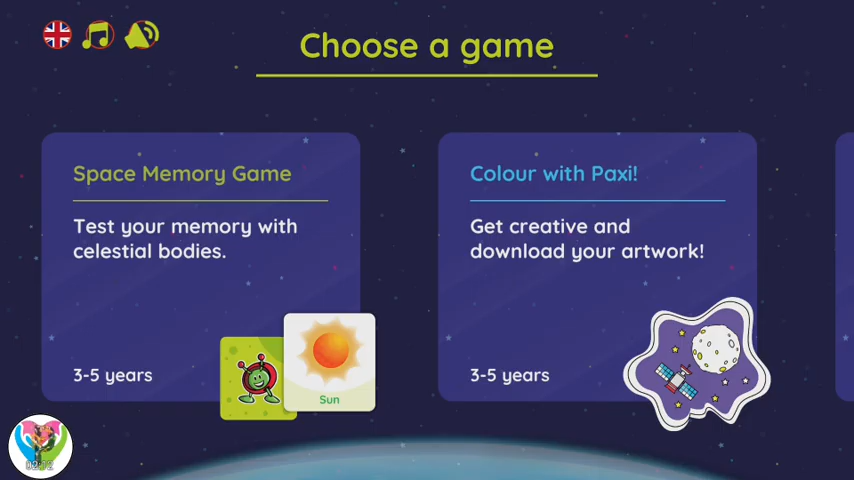 Choose a game
Space Memory Game
Test your memory with
celestial bodies.
3-5 years
Sun
Colour with Paxi!
Get creative and
download your artwork!
3-5 years